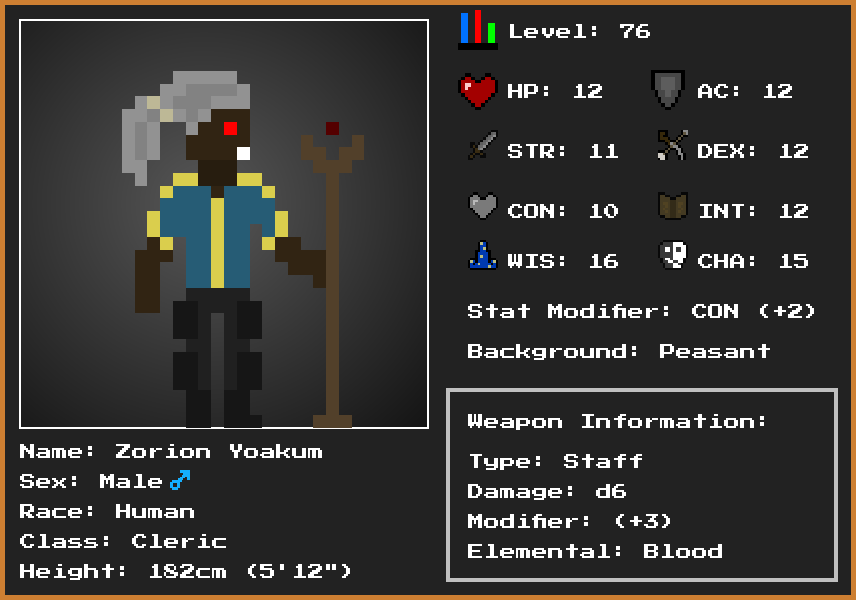 Level: 76
HP: 12
AC: 12
STR: 11
DEX: 12
CON: 10
INT: 12
WIS: 16
CHA: 15
Stat Modifier: CON (+2)
Background: Peasant
Weapon Information:
Type: Staff
Damage: d6
Modifier: (+3)
Elemental: Blood
Name: Zorion Yoakum
Sex: Male♂
Race: Human
Class: Cleric
Height: 182cm (5'12")